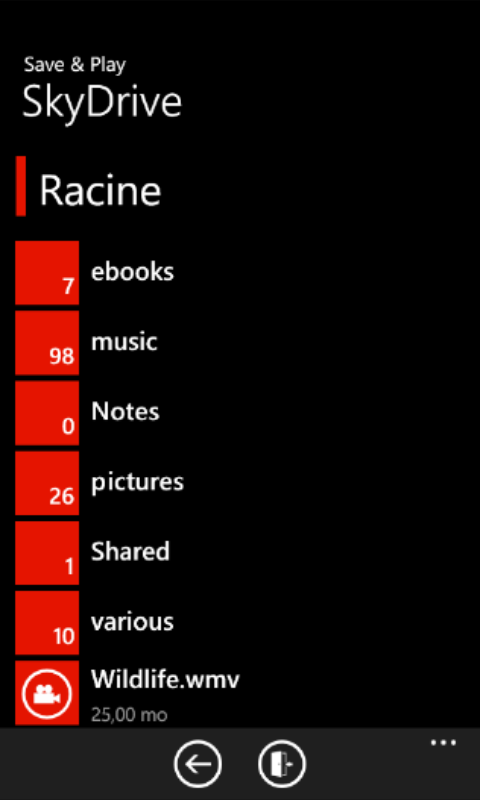 Save & Play
SkyDrive
Racine
7 ebooks
98 music
0 Notes
26 pictures
1 Shared
10 various
Wildlife.wmv
25,00 mo